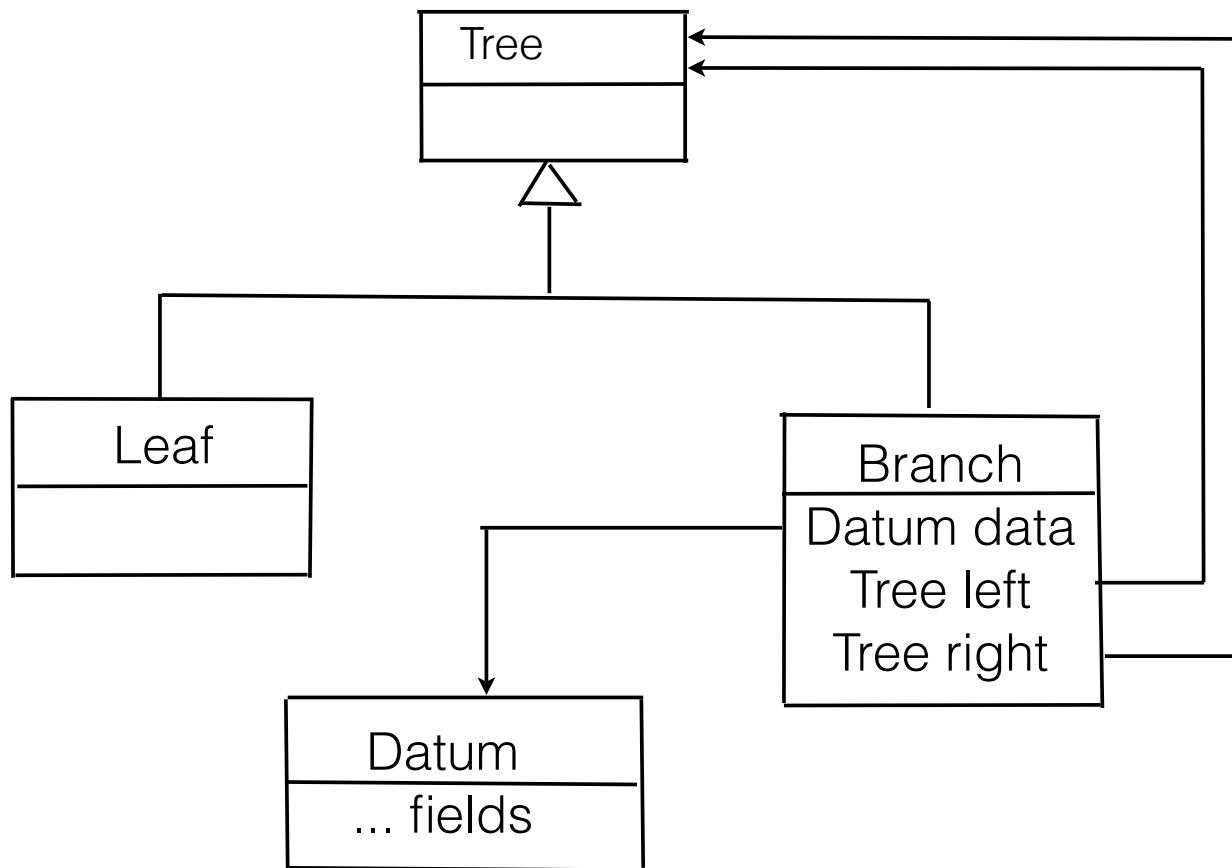 Tree
Leaf
Branch
Datum data
Tree left
Tree right
Datum
... fields